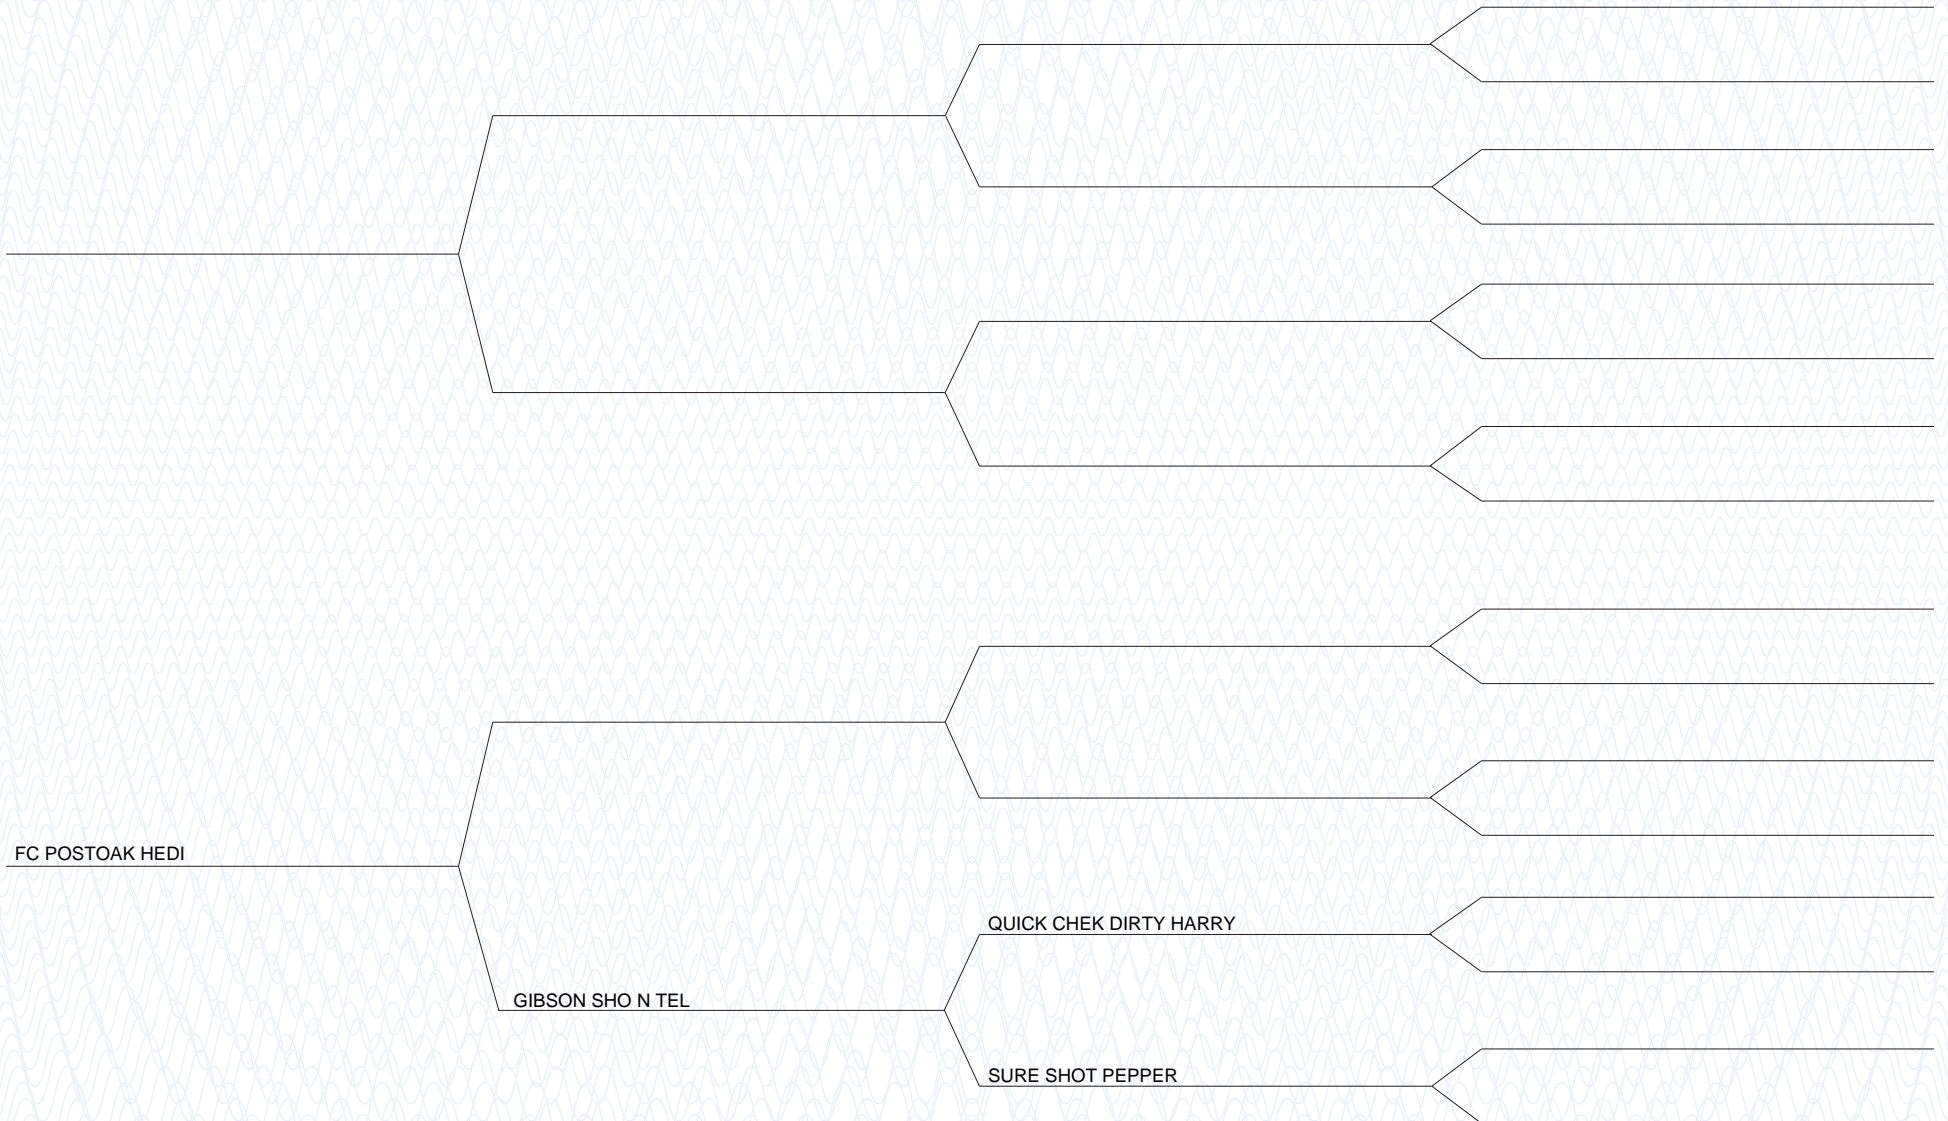 FC POSTOAK HEDI
QUICK CHEK DIRTY HARRY
GIBSON SHO N TEL
SURE SHOT PEPPER